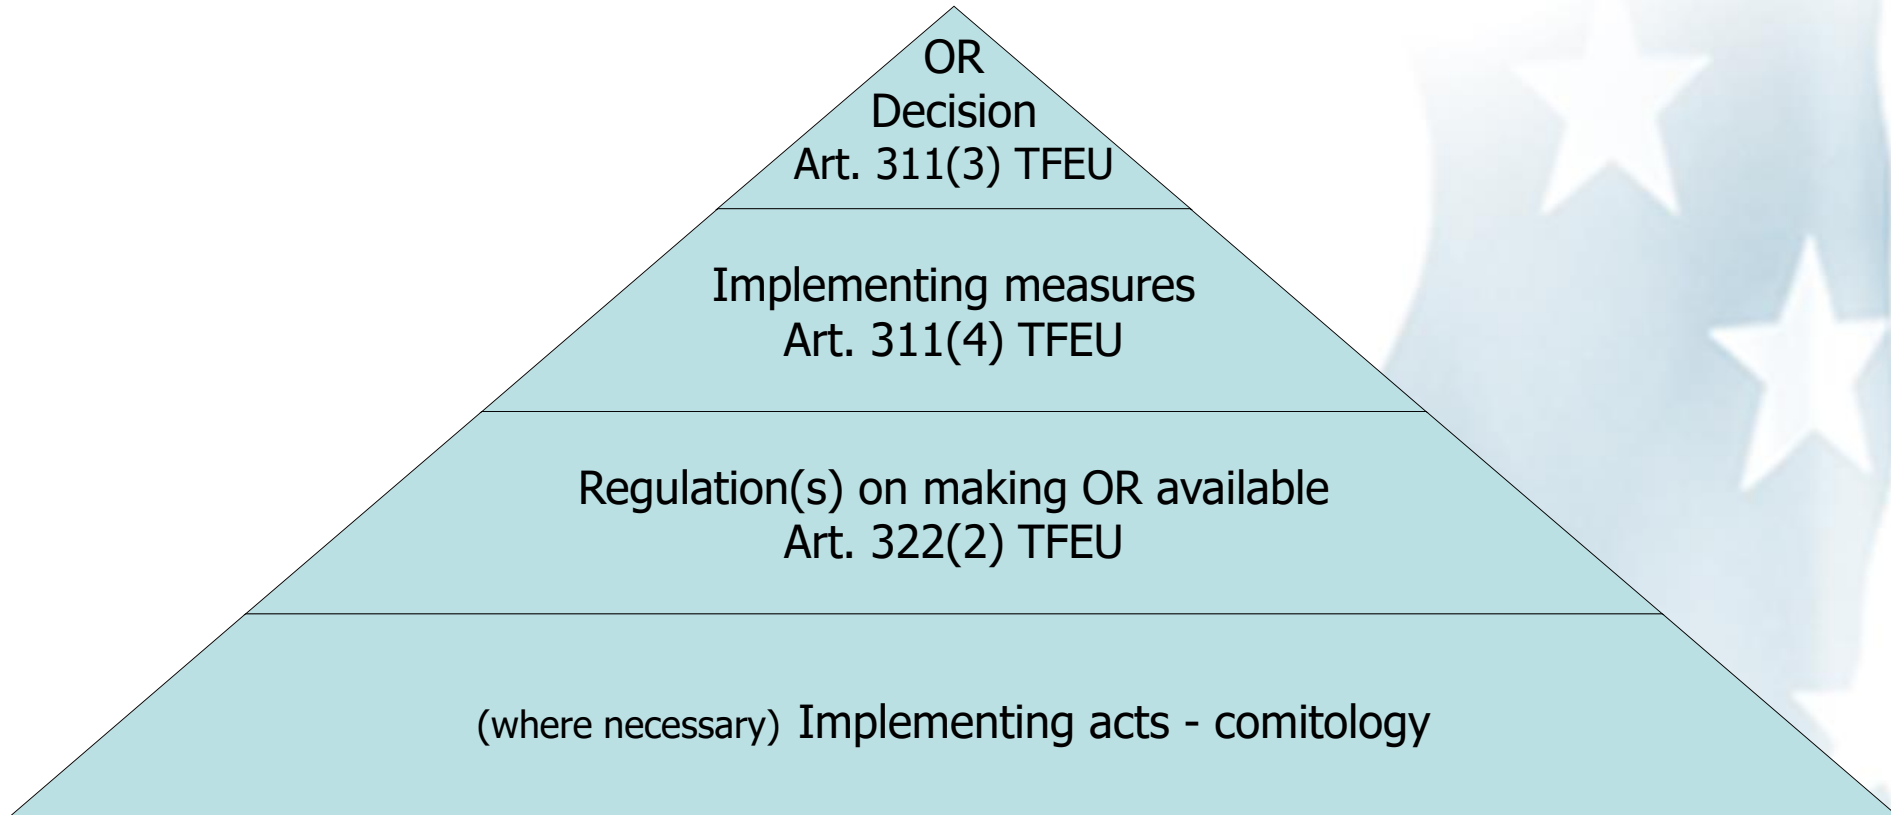 OR
Decision
Art. 311(3) TFEU
Implementing measures
Art. 311(4) TFEU
Regulation(s) on making OR available
Art. 322(2) TFEU
(where necessary) Implementing acts - comitology